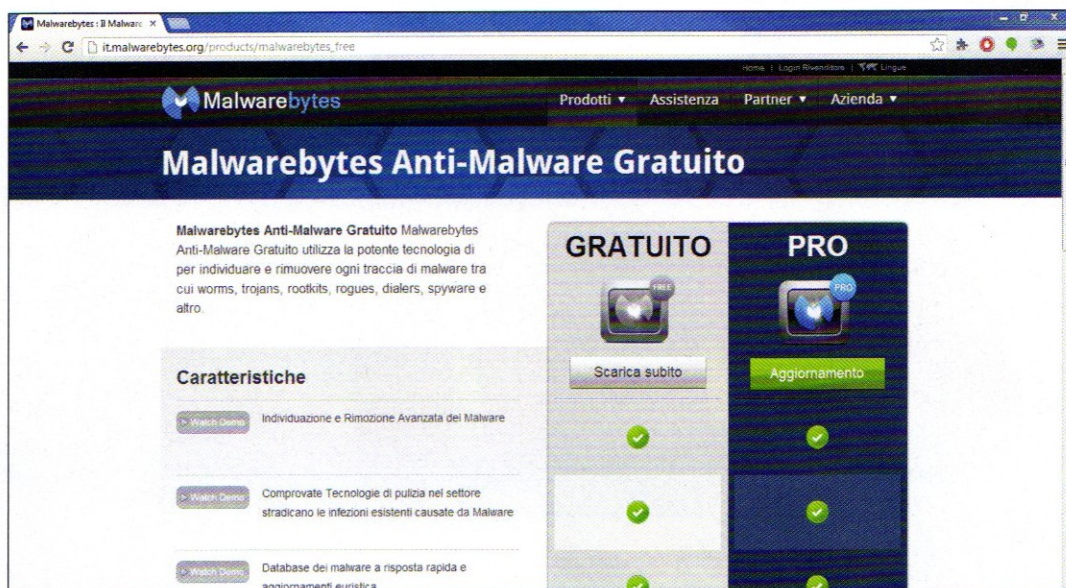 Malwarebytes : Il Malware
it.malwarebytes.org/products/malwarebytes_free
Home | Login Rivenditore | Lingue
Malwarebytes
Prodotti ▾ Assistenza Partner ▾ Azienda ▾
Malwarebytes Anti-Malware Gratuito
Malwarebytes Anti-Malware Gratuito Malwarebytes
Anti-Malware Gratuito utilizza la potente tecnologia di
per individuare e rimuovere ogni traccia di malware tra
cui worms, trojans, rootkits, rogues, dialers, spyware e
altro.
GRATUITO
FREE
Scarica subito
PRO
PRO
Aggiornamento
Caratteristiche
Watch Demo
Individuazione e Rimozione Avanzata del Malware
Watch Demo
Comprovate Tecnologie di pulizia nel settore
stradicano le infezioni esistenti causate da Malware
Watch Demo
Database dei malware a risposta rapida e
aggiornamenti euristica